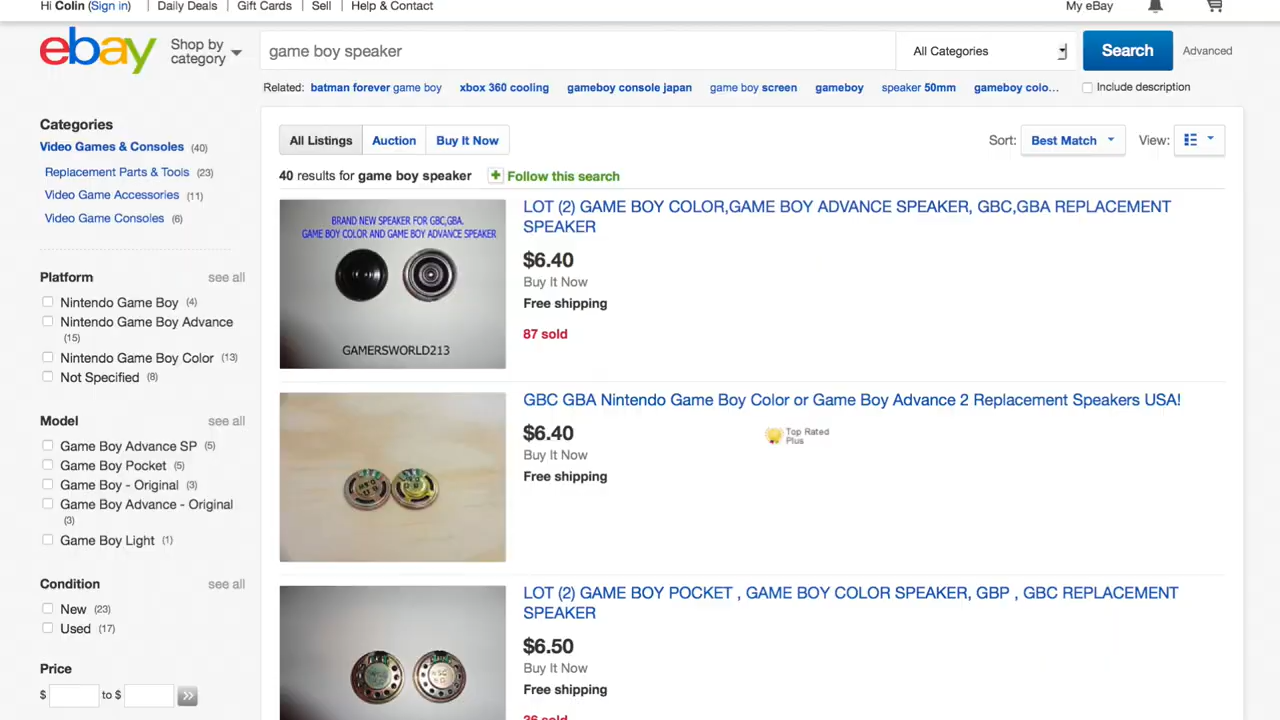 Hi Colin (Sign in) | Daily Deals | Gift Cards | Sell | Help & Contact My eBay
ebay
Shop by
category
game boy speaker
All Categories
Search
Advanced
Related: batman forever game boy xbox 360 cooling gameboy console japan game boy screen gameboy speaker 50mm gameboy colo...
Include description
Categories
Video Games & Consoles (40)
Replacement Parts & Tools (23)
Video Game Accessories (11)
Video Game Consoles (6)
Platform see all
Nintendo Game Boy (4)
Nintendo Game Boy Advance
(15)
Nintendo Game Boy Color (13)
Not Specified (8)
Model see all
Game Boy Advance SP (5)
Game Boy Pocket (5)
Game Boy - Original (3)
Game Boy Advance - Original
(3)
Game Boy Light (1)
Condition see all
New (23)
Used (17)
Price
$ to $ >>
All Listings Auction Buy It Now
Sort: Best Match View:
40 results for game boy speaker + Follow this search
BRAND NEW SPEAKER FOR GBC,GBA.
GAME BOY COLOR AND GAME BOY ADVANCE SPEAKER
GAMERSWORLD213
LOT (2) GAME BOY COLOR,GAME BOY ADVANCE SPEAKER, GBC,GBA REPLACEMENT
SPEAKER
$6.40
Buy It Now
Free shipping
87 sold
GBC GBA Nintendo Game Boy Color or Game Boy Advance 2 Replacement Speakers USA!
$6.40
Buy It Now
Free shipping
Top Rated
Plus
LOT (2) GAME BOY POCKET , GAME BOY COLOR SPEAKER, GBP , GBC REPLACEMENT
SPEAKER
$6.50
Buy It Now
Free shipping
26 sold